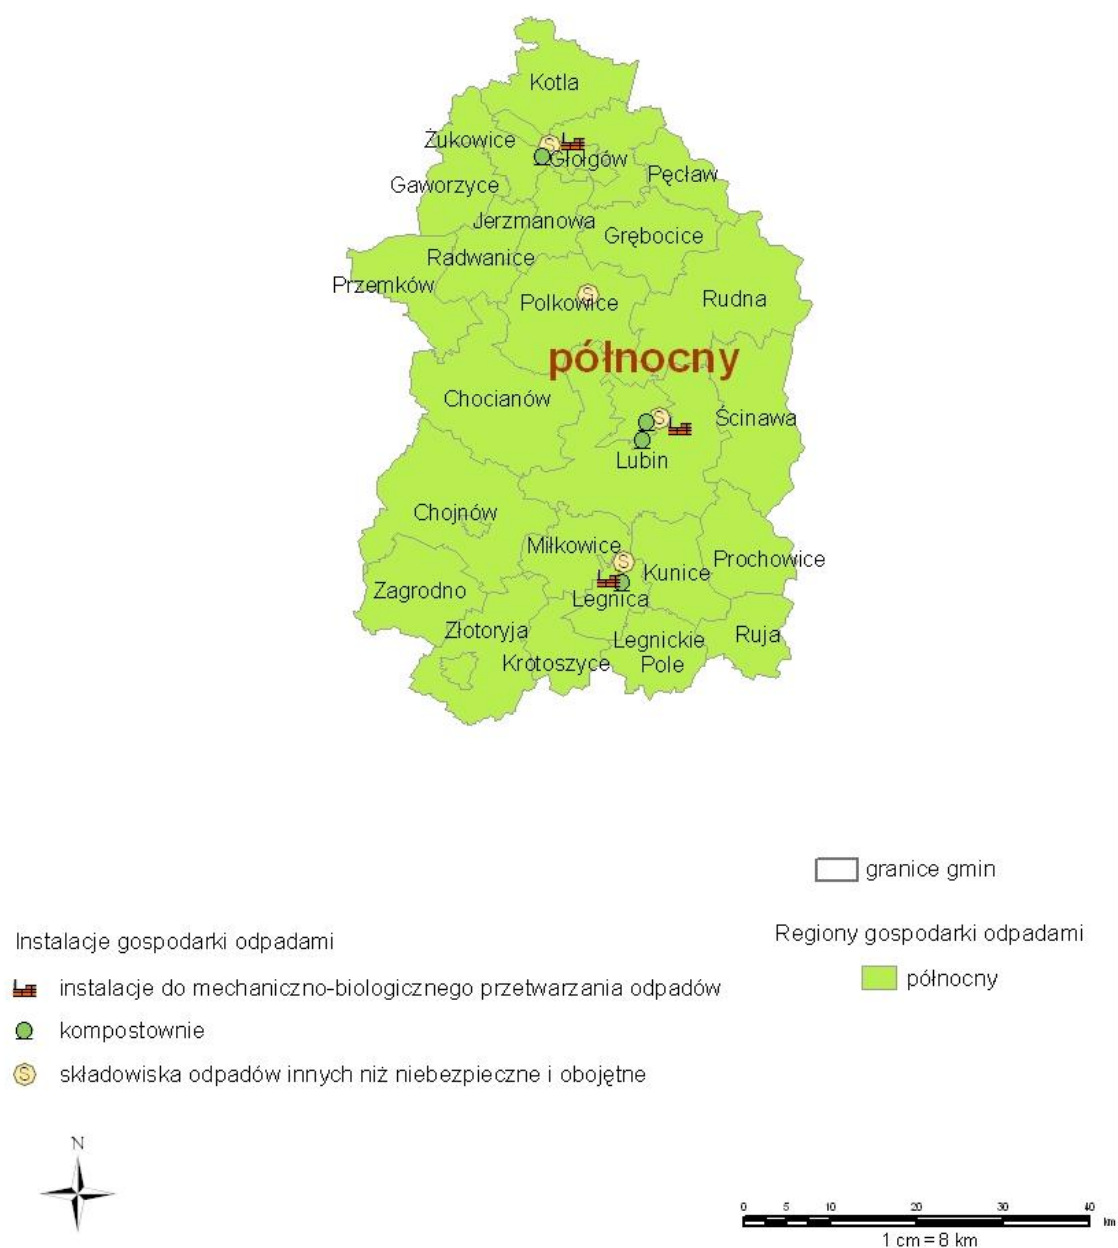 Kotla
Żukowice
Głołgów
Gaworzyce
Pęcław
Jerzmanowa
Grębocice
Radwanice
Przemków
Polkowice
Rudna
północny
Chocianów
Ścinawa
Lubin
Chojnów
Miłkowice
Prochowice
Kunice
Zagrodno
Legnica
Złotoryja
Legnickie
Pole
Ruja
Krotoszyce
granice gmin
Instalacje gospodarki odpadami
Regiony gospodarki odpadami
północny
instalacje do mechaniczno-biologicznego przetwarzania odpadów
kompostownie
S składowiska odpadów innych niż niebezpieczne i obojętne
N
0 5 10 20 30 40
km
1 cm = 8 km